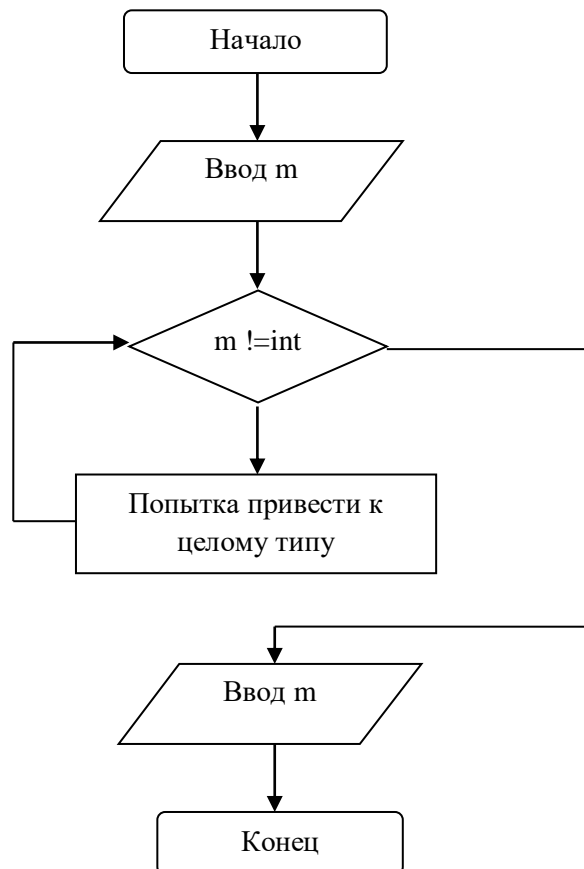 Начало
Ввод m
m !=int
Попытка привести к
целому типу
Ввод m
Конец